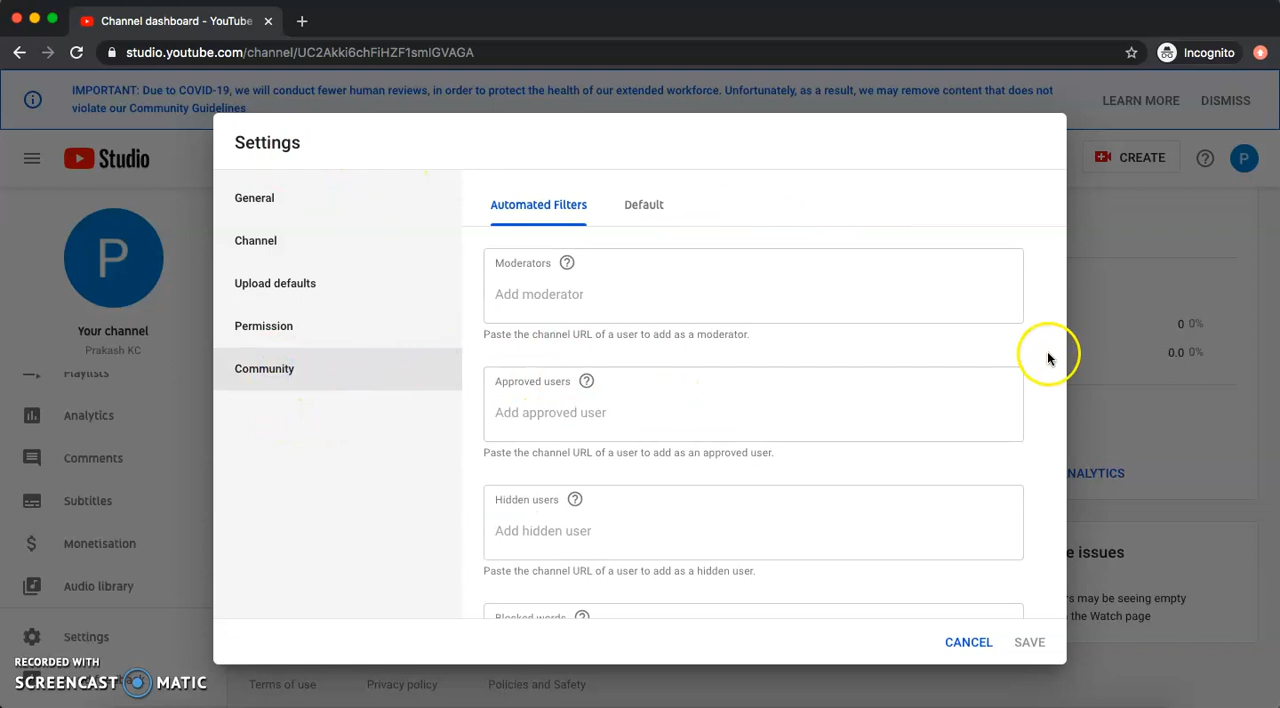 Channel dashboard - YouTube
studio.youtube.com/channel/UC2Akki6chFiHZF1smIGVAGA
Incognito
IMPORTANT: Due to COVID-19, we will conduct fewer human reviews, in order to protect the health of our extended workforce. Unfortunately, as a result, we may remove content that does not
violate our Community Guidelines
LEARN MORE
DISMISS
Studio
CREATE
P
P
Your channel
Prakash KC
Playlists
Analytics
Comments
Subtitles
Monetisation
Audio library
Settings
Settings
General
Channel
Upload defaults
Permission
Community
Automated Filters
Default
Moderators
Add moderator
Paste the channel URL of a user to add as a moderator.
Approved users
Add approved user
Paste the channel URL of a user to add as an approved user.
Hidden users
Add hidden user
Paste the channel URL of a user to add as a hidden user.
Blocked words
CANCEL
SAVE
0 0%
0.0 0%
NALYTICS
e issues
rs may be seeing empty
the Watch page
RECORDED WITH
SCREENCAST MATIC
Terms of use
Privacy policy
Policies and Safety